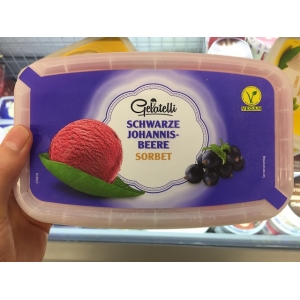 Gelatelli
SCHWARZE
JOHANNIS-
BEERE
SORBET
VEGAN